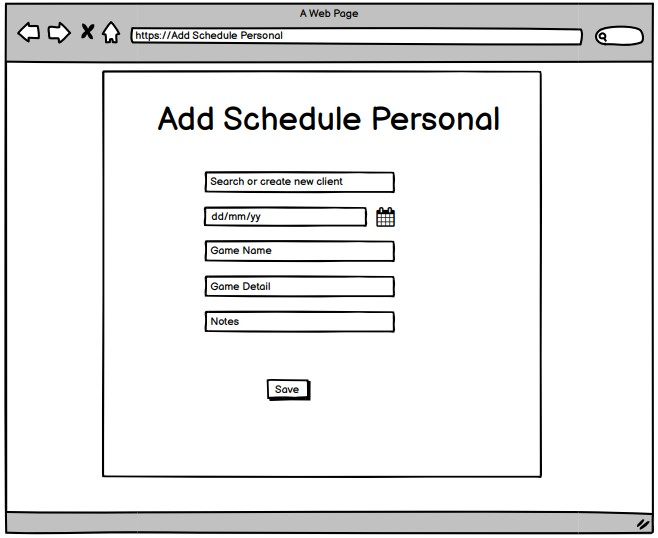 A Web Page
https://Add Schedule Personal
Add Schedule Personal
Search or create new client
dd/mm/yy
Game Name
Game Detail
Notes
Save